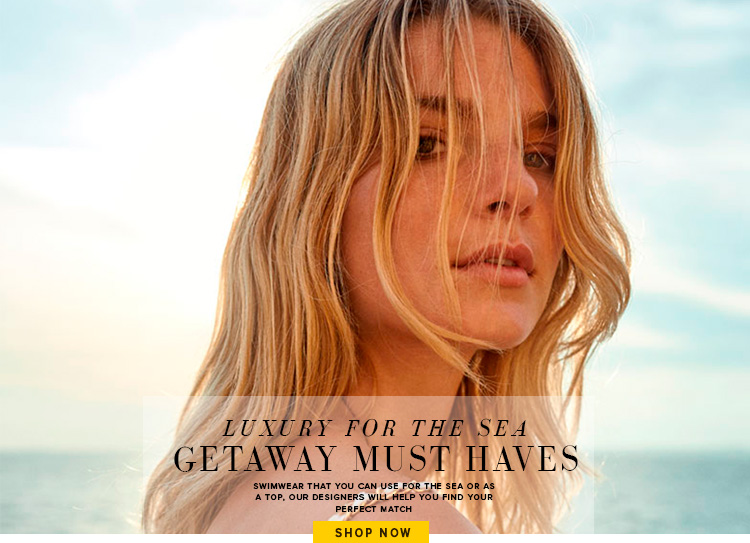 LUXURY FOR THE SEA
GETAWAY MUST HAVES
SWIMWEAR THAT YOU CAN USE FOR THE SEA OR AS
A TOP, OUR DESIGNERS WILL HELP YOU FIND YOUR
PERFECT MATCH
SHOP NOW